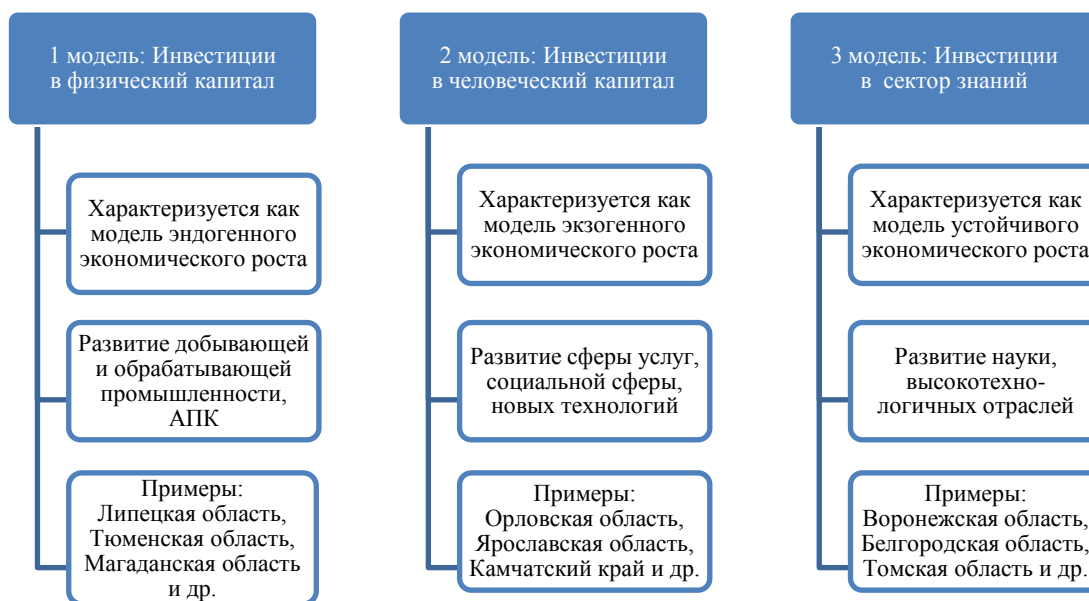 1 модель: Инвестиции
в физический капитал
Характеризуется как
модель эндогенного
экономического роста
Развитие добывающей
и обрабатывающей
промышленности,
АПК
Примеры:
Липецкая область,
Тюменская область,
Магаданская область
и др.
2 модель: Инвестиции
в человеческий капитал
Характеризуется как
модель экзогенного
экономического роста
Развитие сферы услуг,
социальной сферы,
новых технологий
Примеры:
Орловская область,
Ярославская область,
Камчатский край и др.
3 модель: Инвестиции
в сектор знаний
Характеризуется как
модель устойчивого
экономического роста
Развитие науки,
высокотехно-
логичных отраслей
Примеры:
Воронежская область,
Белгородская область,
Томская область и др.